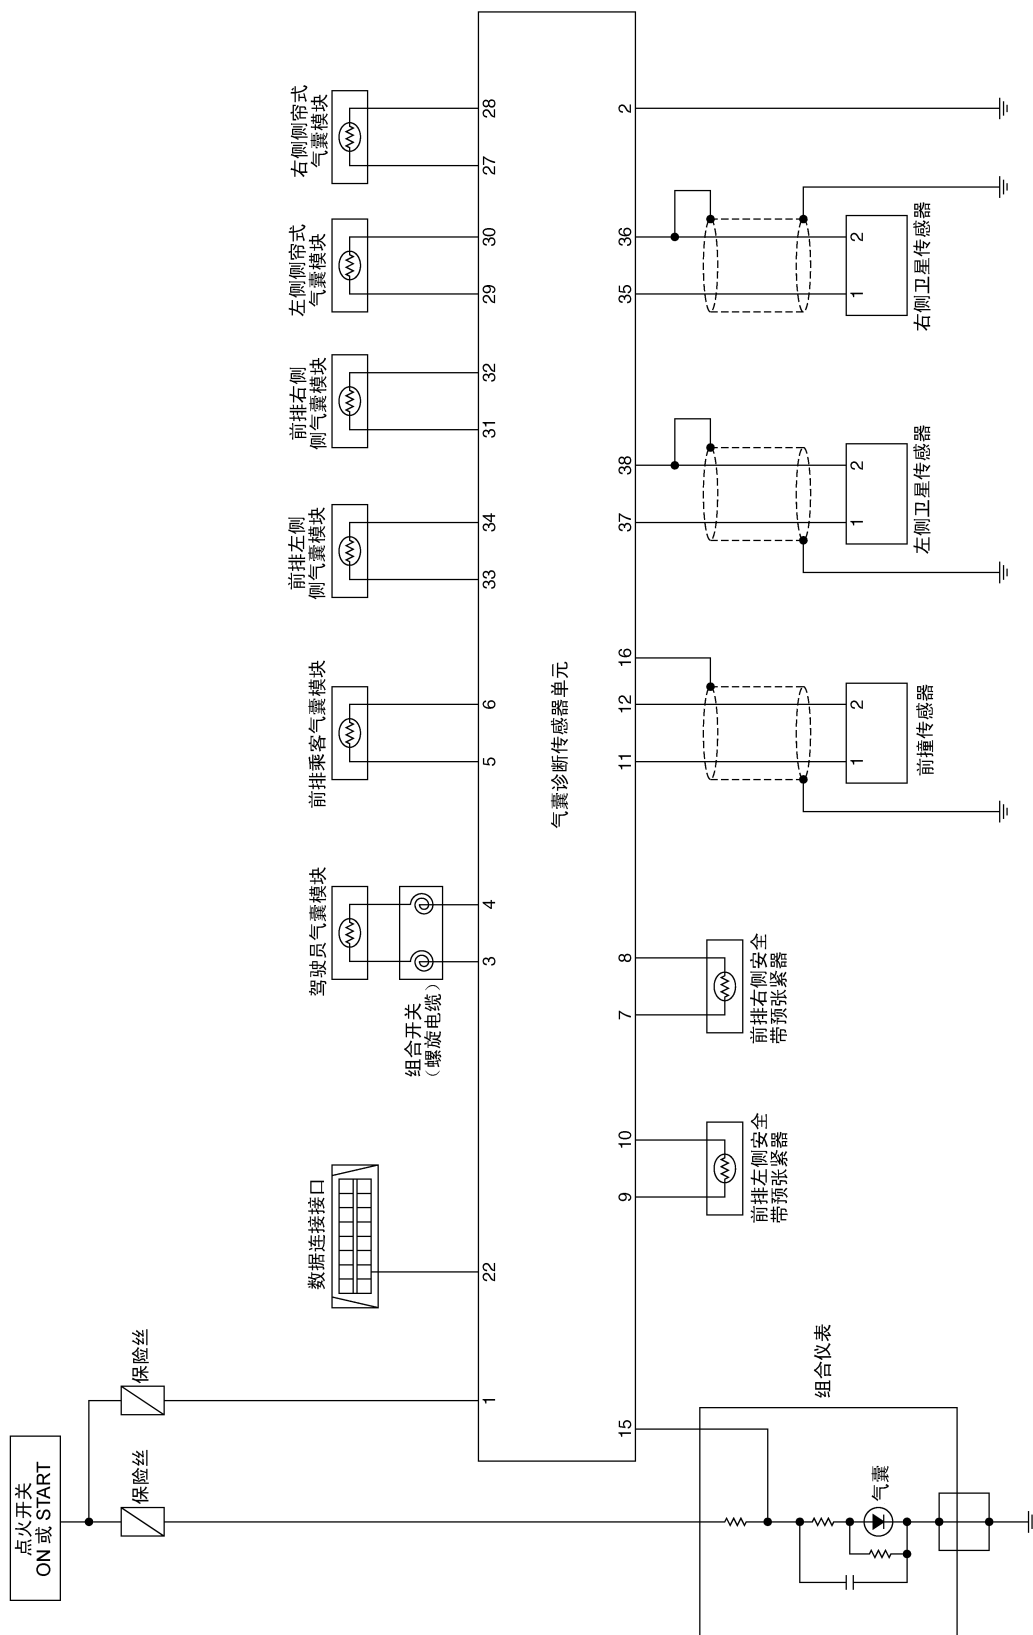 点火开关
ON 或 START
保险丝
保险丝
数据连接接口
组合开关
（螺旋电缆）
驾驶员气囊模块
前排乘客气囊模块
前排左侧
侧气囊模块
前排右侧
侧气囊模块
左侧侧帘式
气囊模块
右侧侧帘式
气囊模块
1
22
3
4
5
6
33
34
31
32
29
30
27
28
气囊诊断传感器单元
15
9
10
7
8
11
12
16
37
38
35
36
2
前排左侧安全
带预张紧器
前排右侧安全
带预张紧器
1
2
前撞传感器
1
2
左侧卫星传感器
1
2
右侧卫星传感器
组合仪表
气囊